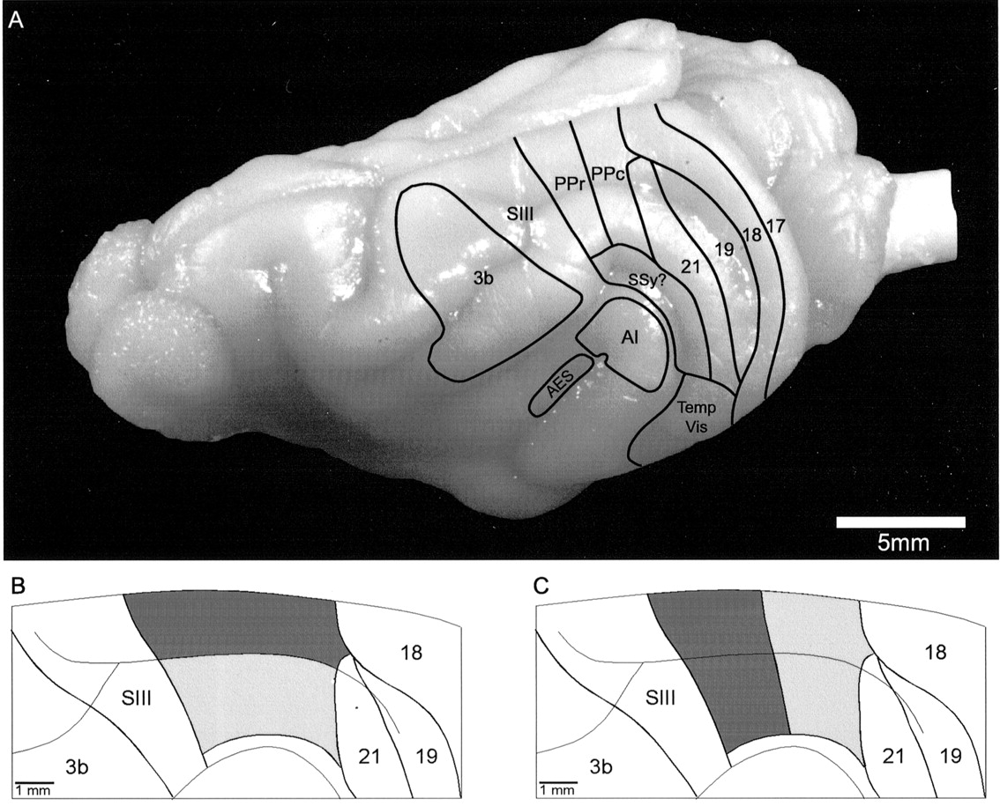 A
PPr
PPc
SIII
17
18
19
21
3b
SSy?
AI
AES
Temp
Vis
5mm
B
18
SIII
3b
21
19
1 mm
C
18
SIII
3b
21
19
1 mm